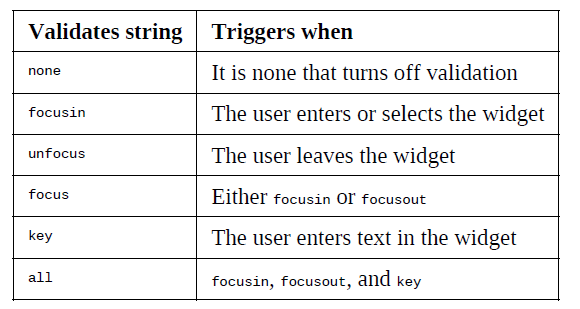 Validates string Triggers when
none It is none that turns off validation
focusin The user enters or selects the widget
unfocus The user leaves the widget
focus Either focusin or focusout
key The user enters text in the widget
all focusin, focusout, and key